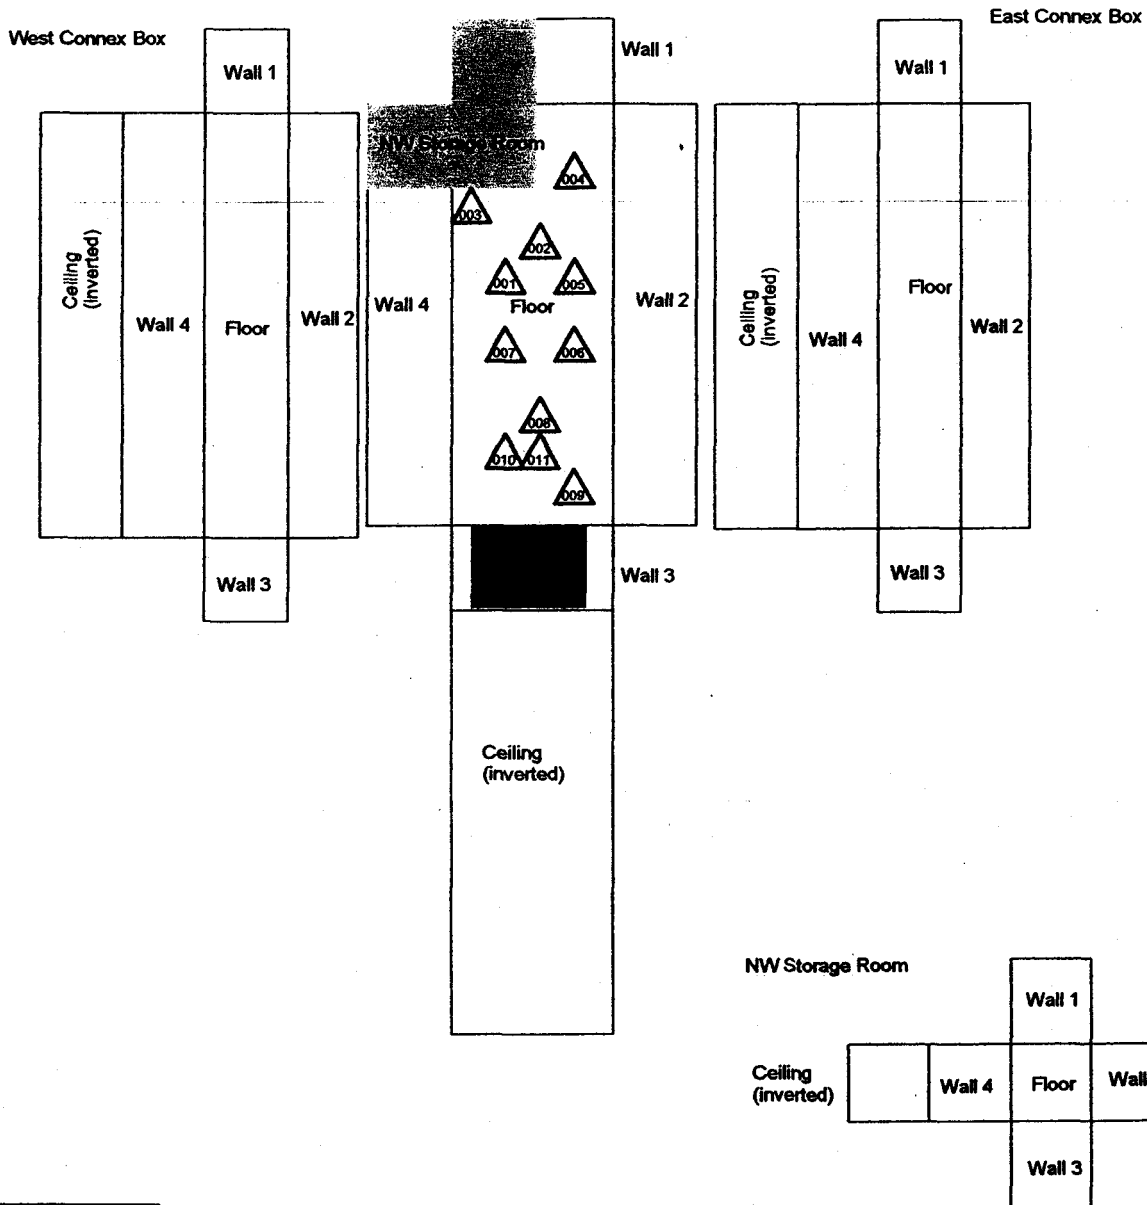 West Connex Box
East Connex Box
Wall 1
Ceiling
(inverted)
Wall 4
Floor
Wall 2
Wall 3
Wall 1
NW Storage Room
004
003
002
001
005
Wall 4
Floor
Wall 2
007
006
008
010
011
009
Wall 3
Ceiling
(inverted)
Wall 1
Ceiling
(inverted)
Wall 4
Floor
Wall 2
Wall 3
NW Storage Room
Wall 1
Ceiling
(inverted)
Wall 4
Floor
Wall
Wall 3